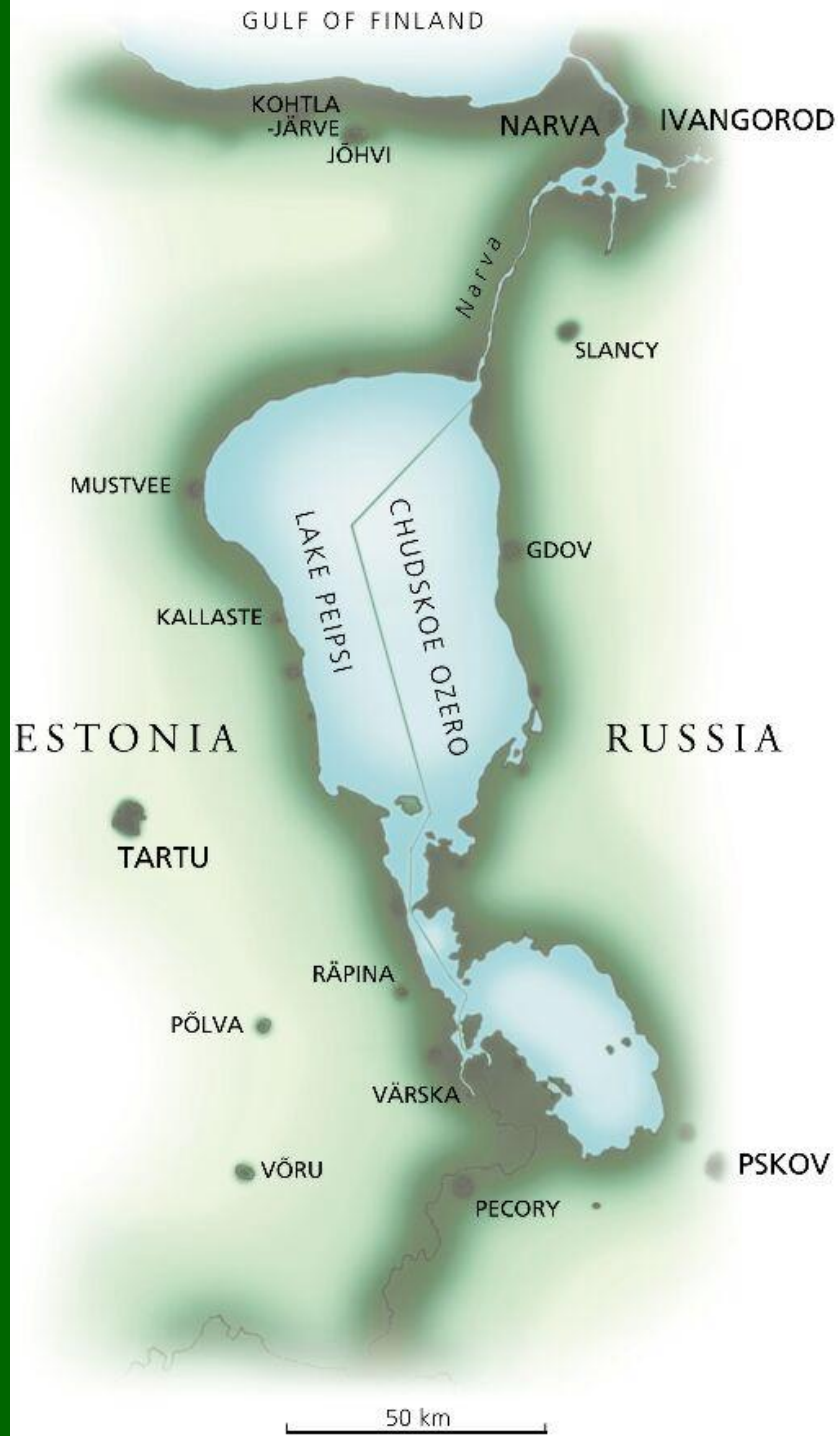 GULF OF FINLAND
KOHTLA
-JÄRVE
JÕHVI
NARVA
IVANGOROD
Narva
SLANCY
MUSTVEE
LAKE PEIPSI
CHUDSKOE OZERO
GDOV
KALLASTE
ESTONIA
RUSSIA
TARTU
RÄPINA
PÕLVA
VÄRSKA
VÕRU
PSKOV
PECORY
50 km